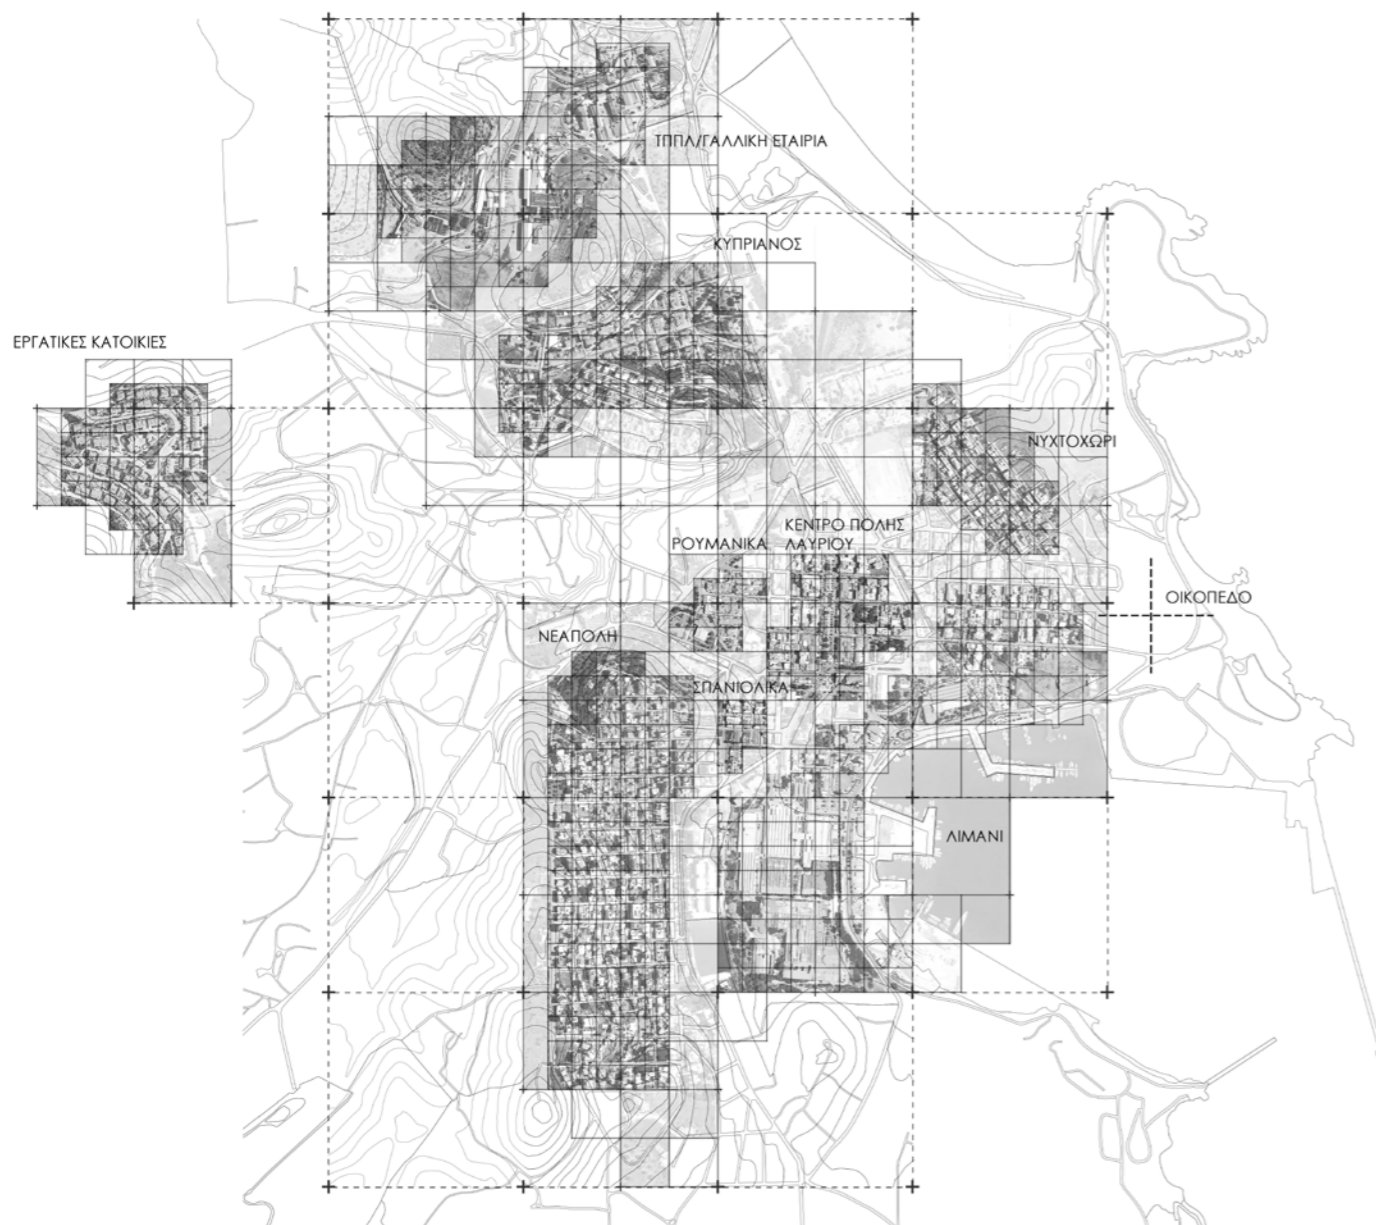 ΤΠΠΛ/ΓΑΛΛΙΚΗ ΕΤΑΙΡΙΑ
ΚΥΠΡΙΑΝΟΣ
ΕΡΓΑΤΙΚΕΣ ΚΑΤΟΙΚΙΕΣ
ΝΥΧΤΟΧΩΡΙ
ΚΕΝΤΡΟ ΠΟΛΗΣ
ΛΑΥΡΙΟΥ
ΡΟΥΜΑΝΙΚΑ
ΟΙΚΟΠΕΔΟ
ΝΕΑΠΟΛΗ
ΣΠΑΝΙΟΛΙΚΑ
ΛΙΜΑΝΙ